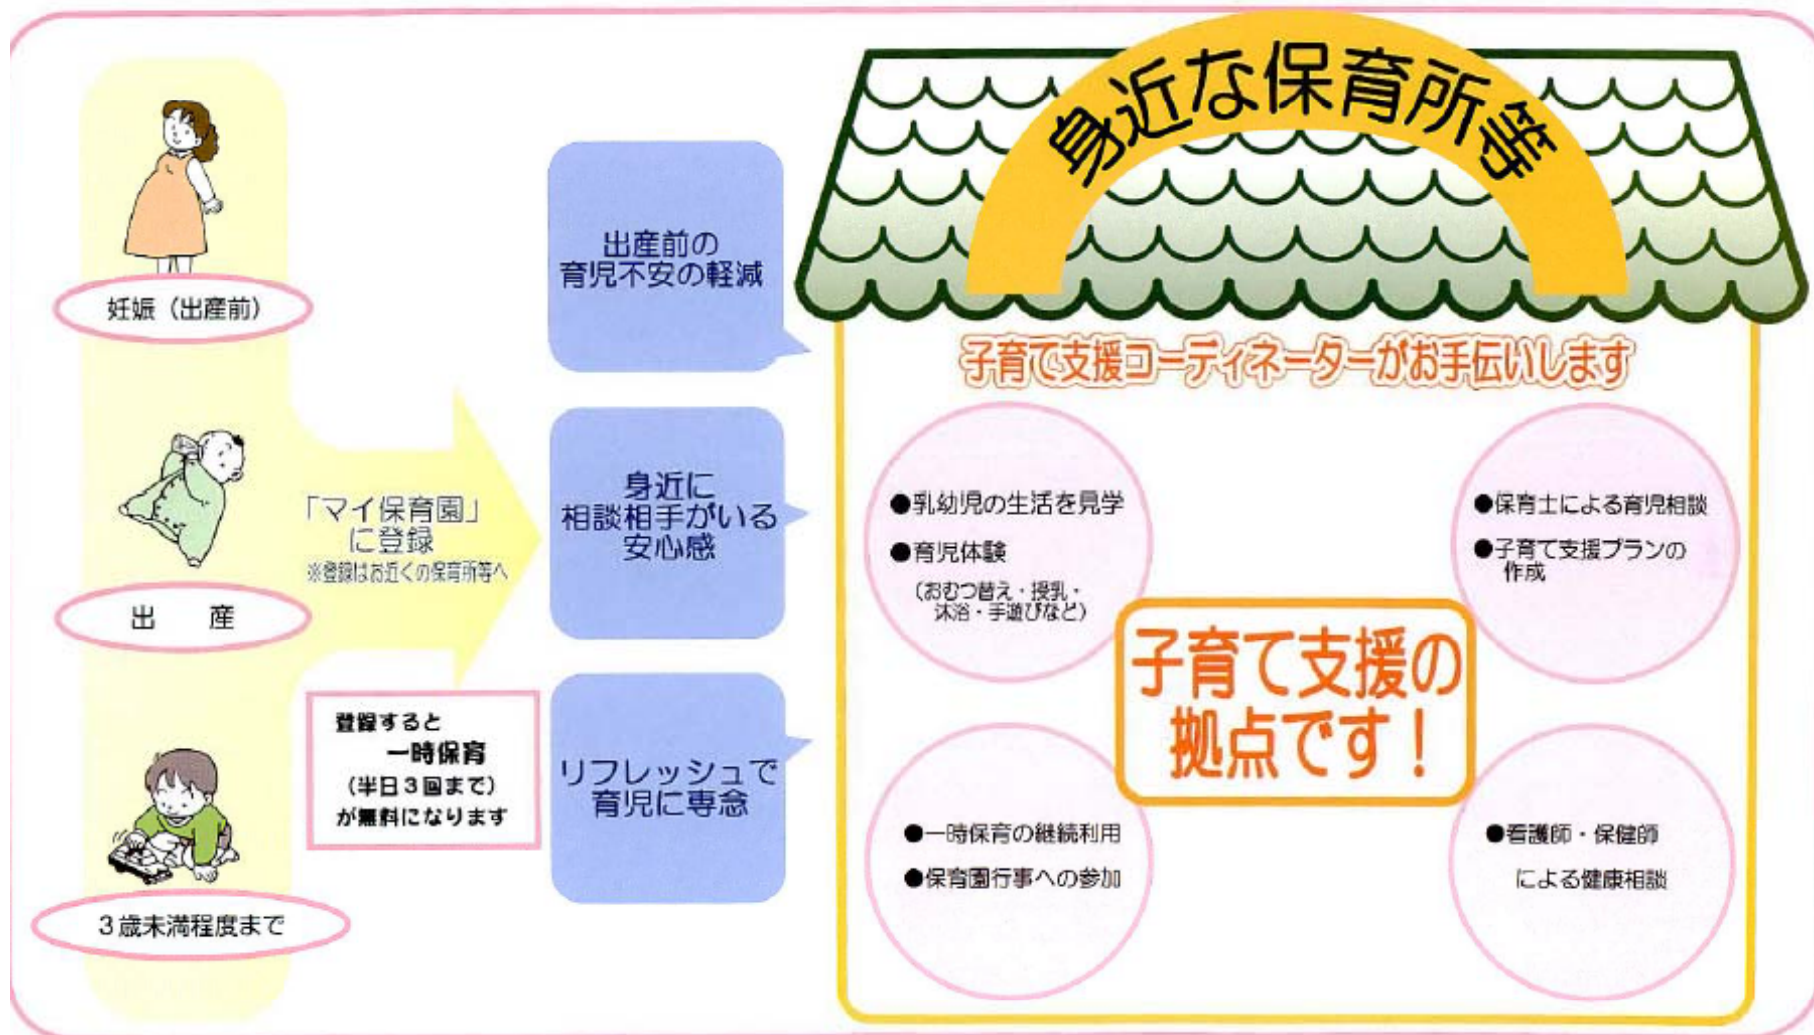 身近な保育所等
子育て支援コーディネーターがお手伝いします
妊娠（出産前）
出　産
3歳未満程度まで
「マイ保育園」
に登録
※登録はお近くの保育所等へ
登録すると
一時保育
（半日3回まで）
が無料になります
出産前の
育児不安の軽減
身近に
相談相手がいる
安心感
リフレッシュで
育児に専念
●乳幼児の生活を見学
●育児体験
（おむつ替え・授乳・
沐浴・手遊びなど）
●保育士による育児相談
●子育て支援プランの
作成
子育て支援の
拠点です！
●一時保育の継続利用
●保育園行事への参加
●看護師・保健師
による健康相談